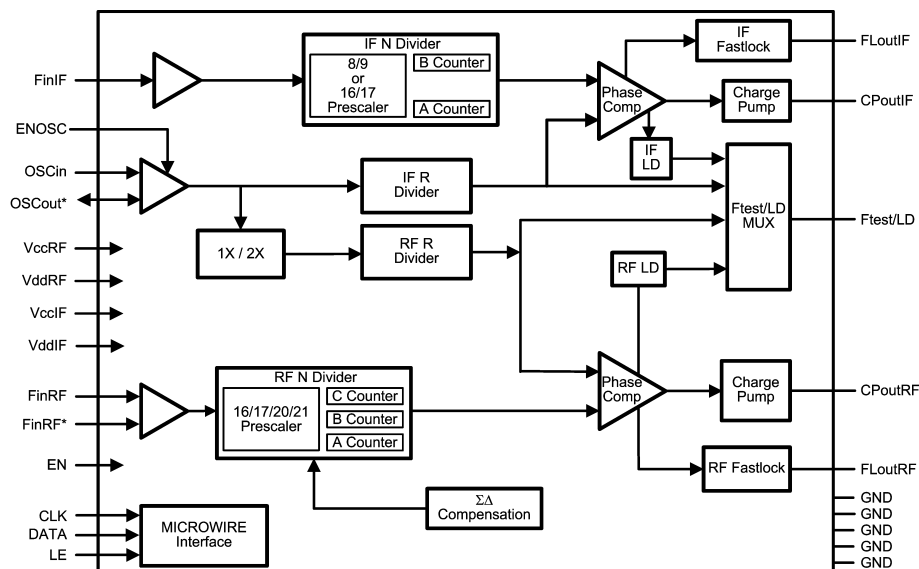 FinIF
ENOSC
OSCin
OSCout*
VccRF
VddRF
VccIF
VddIF
FinRF
FinRF*
EN
CLK
DATA
LE
IF N Divider
8/9
or
16/17
Prescaler
B Counter
A Counter
Phase
Comp
IF
Fastlock
Charge
Pump
IF
LD
IF R
Divider
1X / 2X
RF R
Divider
Ftest/LD
MUX
RF LD
RF N Divider
16/17/20/21
Prescaler
C Counter
B Counter
A Counter
Phase
Comp
Charge
Pump
RF Fastlock
ΣΔ
Compensation
MICROWIRE
Interface
FLoutIF
CPoutIF
Ftest/LD
CPoutRF
FLoutRF
GND
GND
GND
GND
GND